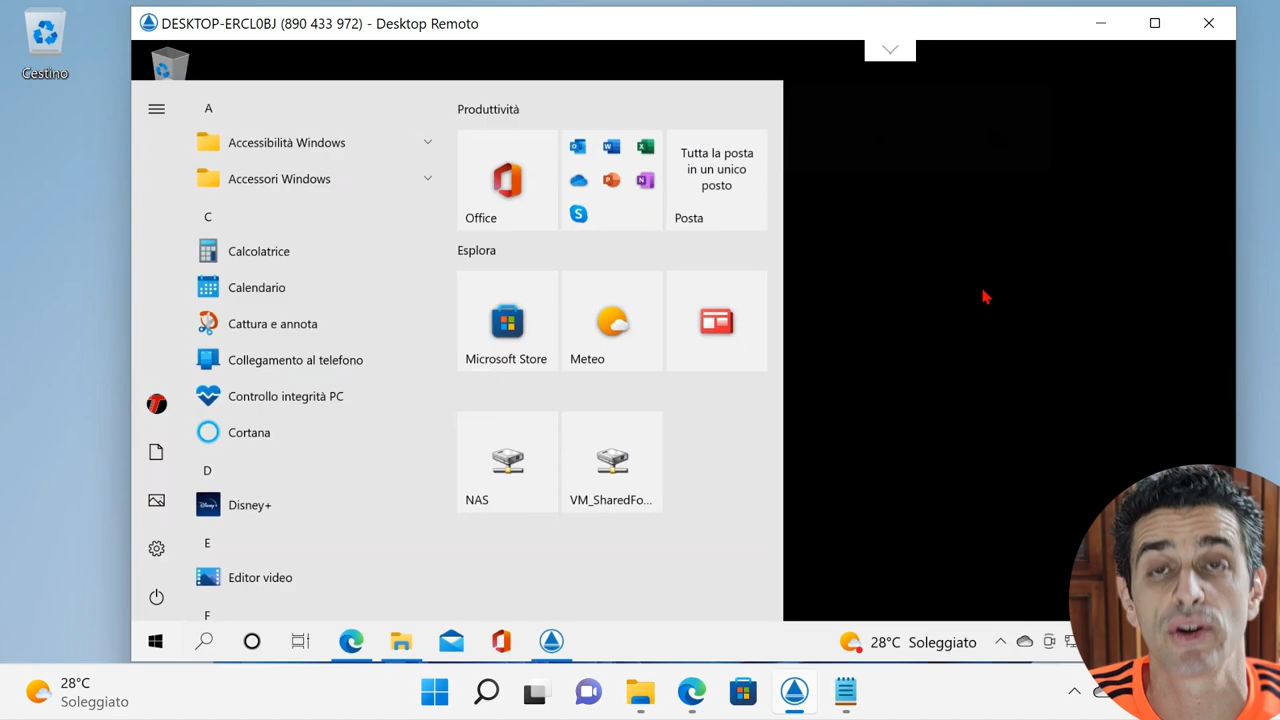 Cestino
DESKTOP-ERCL0BJ (890 433 972) - Desktop Remoto
A
Accessibilità Windows
Accessori Windows
C
Calcolatrice
Calendario
Cattura e annota
Collegamento al telefono
Controllo integrità PC
Cortana
D
Disney+
E
Editor video
F
Produttività
Office
Tutta la posta
in un unico
posto
Posta
Esplora
Microsoft Store
Meteo
NAS
VM_SharedFo...
28°C Soleggiato
28°C
Soleggiato